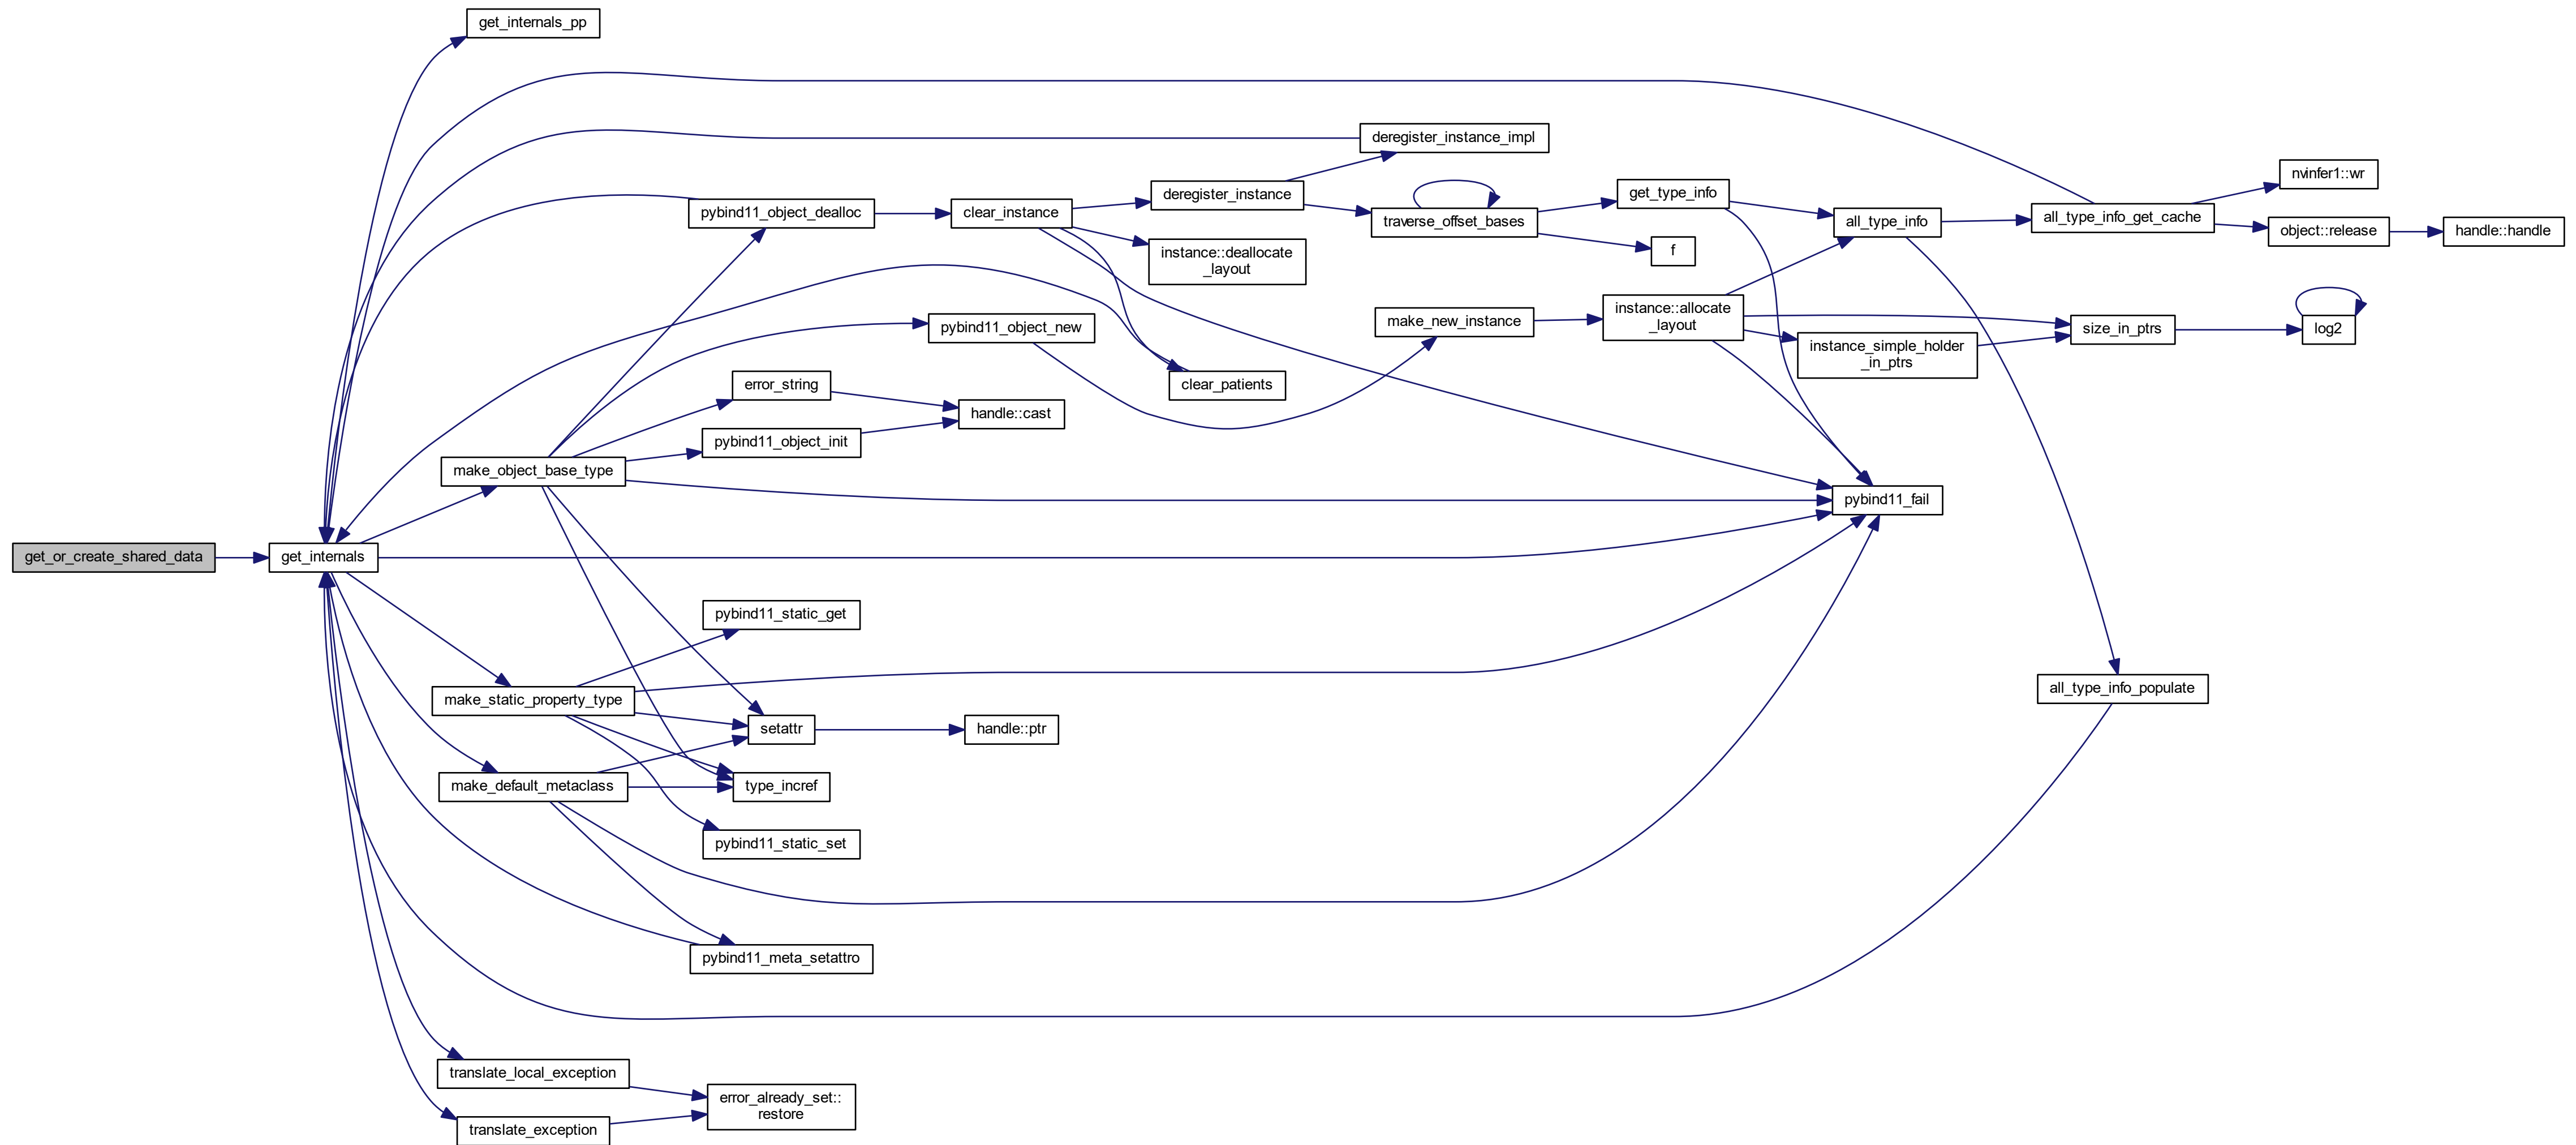 get_internals_pp
deregister_instance_impl
nvinfer1::wr
pybind11_object_dealloc
clear_instance
deregister_instance
traverse_offset_bases
get_type_info
all_type_info
all_type_info_get_cache
object::release
handle::handle
instance::deallocate
_layout
f
pybind11_object_new
make_new_instance
instance::allocate
_layout
size_in_ptrs
log2
instance_simple_holder
_in_ptrs
error_string
clear_patients
handle::cast
pybind11_object_init
make_object_base_type
pybind11_fail
get_or_create_shared_data
get_internals
pybind11_static_get
make_static_property_type
all_type_info_populate
setattr
handle::ptr
make_default_metaclass
type_incref
pybind11_static_set
pybind11_meta_setattro
translate_local_exception
error_already_set::
restore
translate_exception